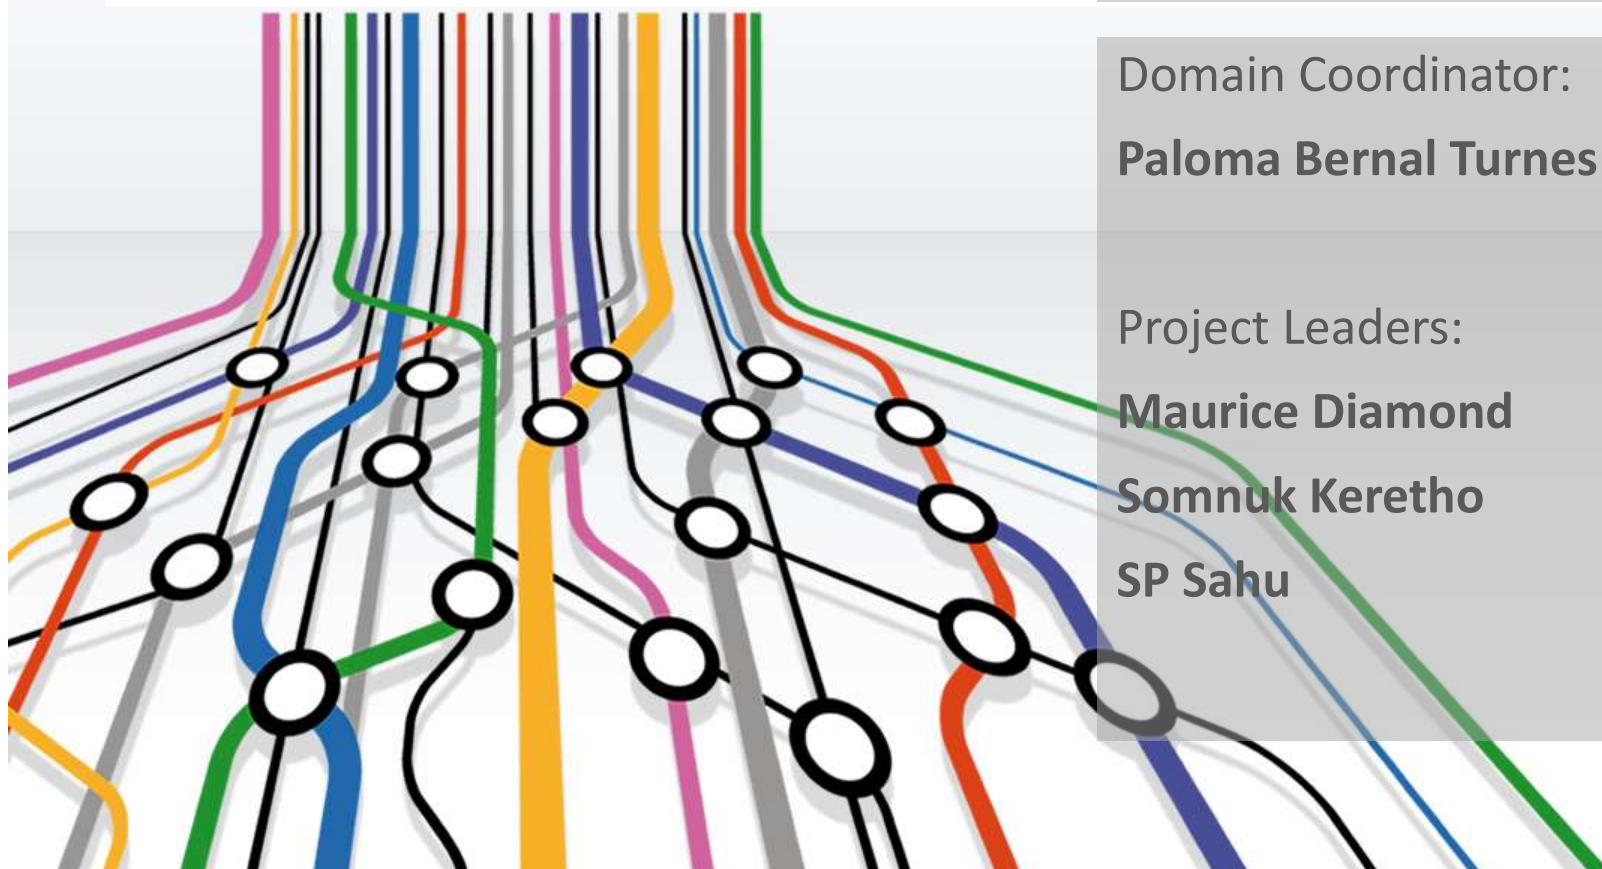 Domain Coordinator:
Paloma Bernal Turnes
Project Leaders:
Maurice Diamond
Somnuk Keretho
SP Sahu